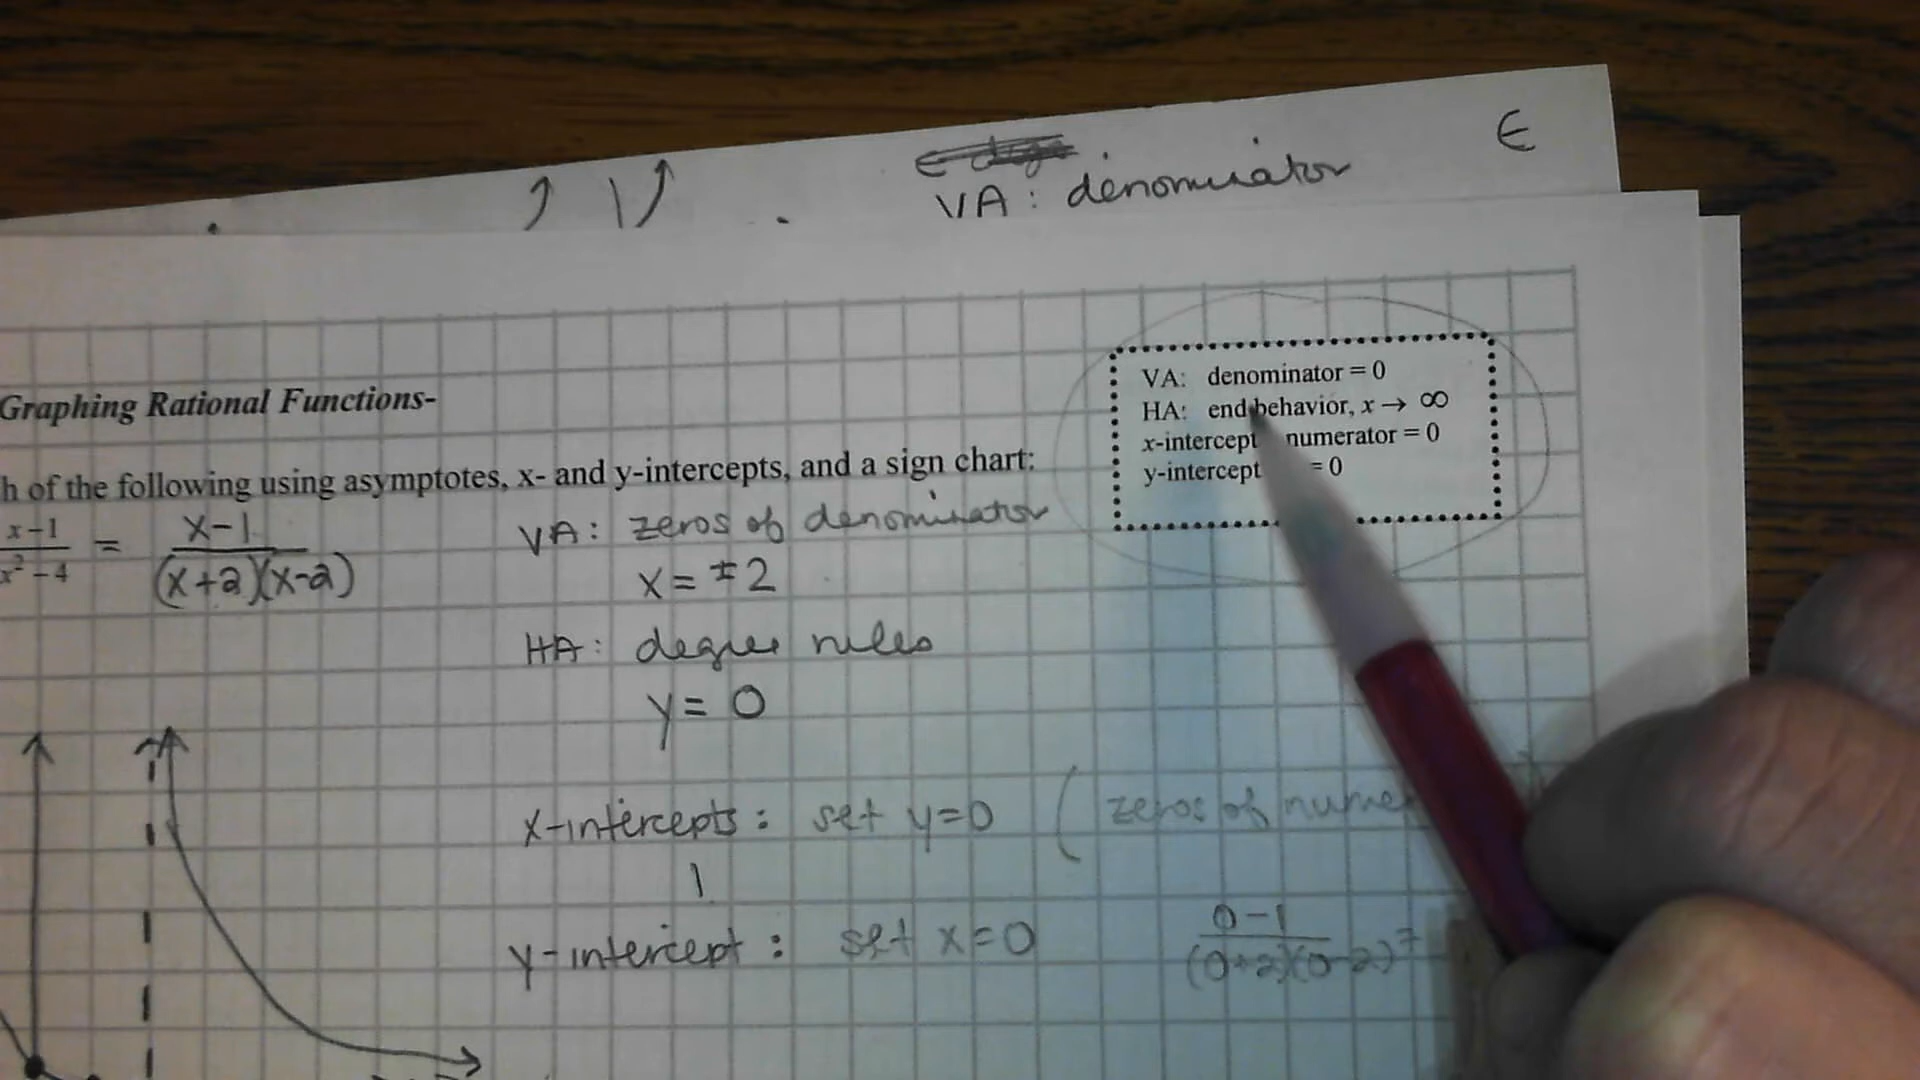 VA: denominator
E
Graphing Rational Functions-
VA: denominator = 0
HA: end behavior, x → ∞
x-intercept numerator = 0
y-intercept = 0
h of the following using asymptotes, x- and y-intercepts, and a sign chart:
x-1 / x² - 4 = x-1 / (x+2)(x-2)
VA: zeros of denominator
x = ±2
HA: degree rules
y = 0
x-intercepts: set y=0 (zeros of nume
1
y-intercept: set x=0
0-1 / (0+2)(0-2) =